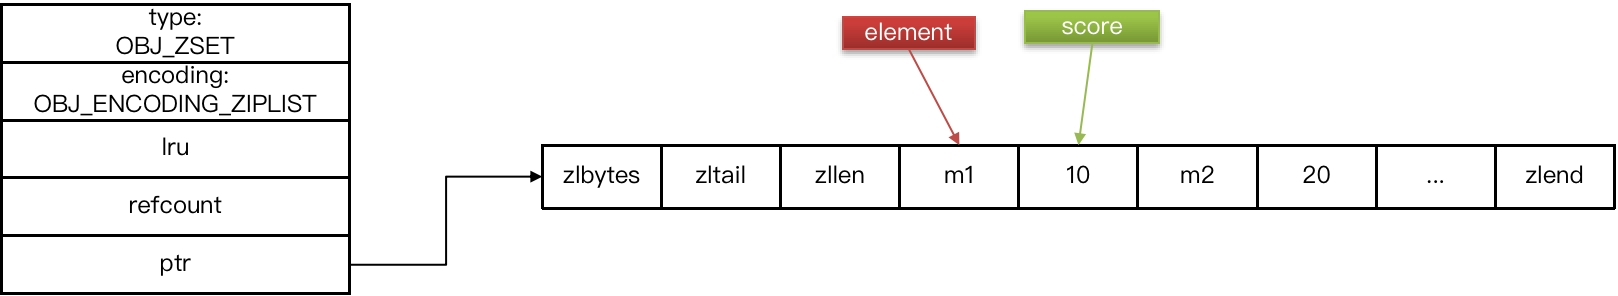 type:
OBJ_ZSET
encoding:
OBJ_ENCODING_ZIPLIST
lru
refcount
ptr
element
score
zlbytes zltail zllen m1 10 m2 20 ... zlend